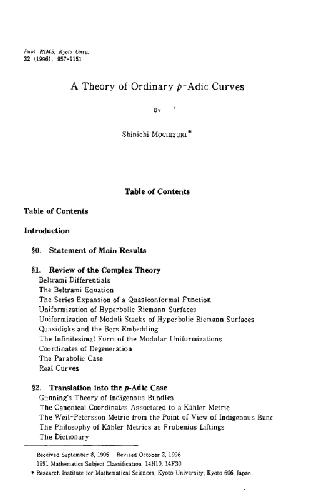 Publ. RIMS, Kyoto Univ.
32 (1996), 957-1151
A Theory of Ordinary p-Adic Curves
By
Shinichi MOCHIZUKI*
Table of Contents
Table of Contents
Introduction
§0. Statement of Main Results
§1. Review of the Complex Theory
Beltrami Differentials
The Beltrami Equation
The Series Expansion of a Quasiconformal Function
Uniformization of Hyperbolic Riemann Surfaces
Uniformization of Moduli Stacks of Hyperbolic Riemann Surfaces
Quasidisks and the Bers Embedding
The Infinitesimal Form of the Modular Uniformizations
Coordinates of Degeneration
The Parabolic Case
Real Curves
§2. Translation into the p-Adic Case
Gunning's Theory of Indigenous Bundles
The Canonical Coordinates Associated to a Kähler Metric
The Weil-Petersson Metric from the Point of View of Indigenous Bund
The Philosophy of Kähler Metrics as Frobenius Liftings
The Dictionary
Received September 8, 1995. Revised October 2, 1996
1991 Mathematics Subject Classification: 14H10, 14F30
* Research Institute for Mathematical Sciences, Kyoto University, Kyoto 606, Japan